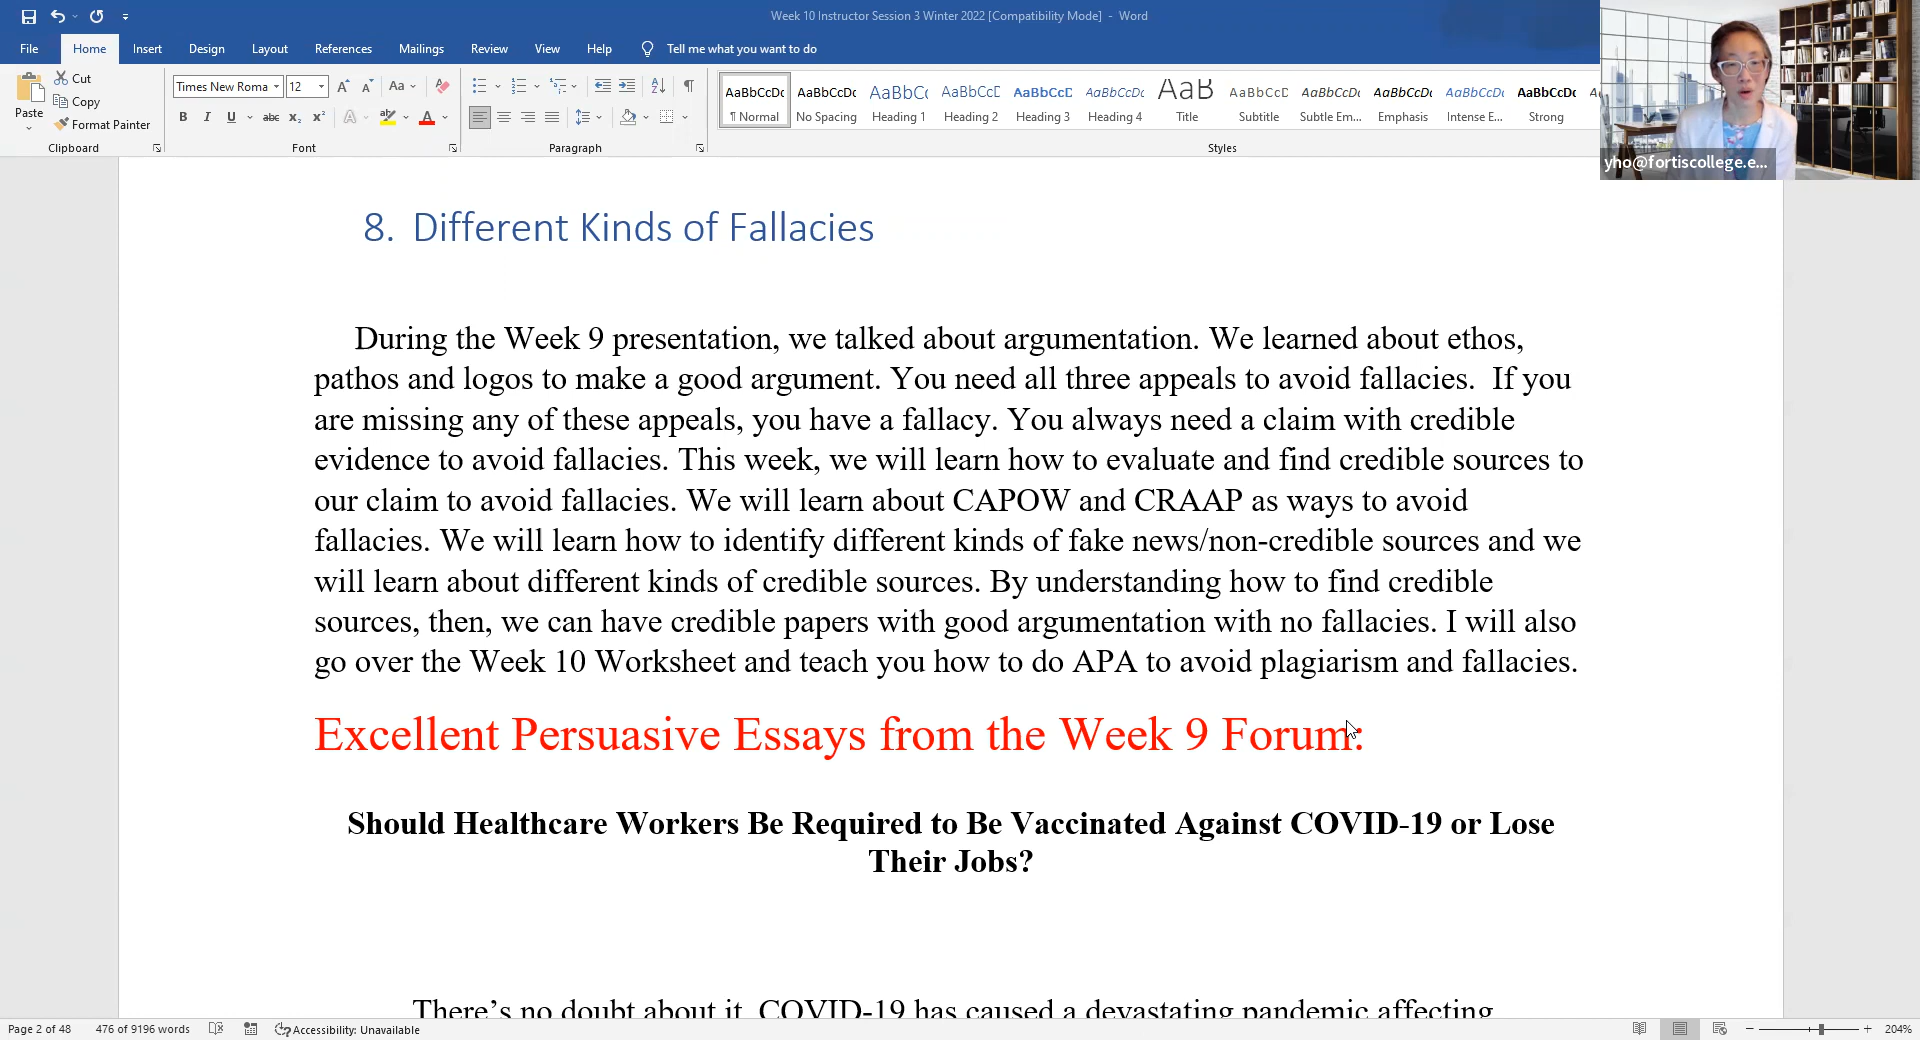 Week 10 Instructor Session 3 Winter 2022 [Compatibility Mode] - Word
File Home Insert Design Layout References Mailings Review View Help Tell me what you want to do
Paste
Cut
Copy
Format Painter
Clipboard
Times New Roma 12
Font
Paragraph
AaBbCcDc AaBbCcDc AaBbC( AaBbCcE AaBbCcD AaBbCcDc AaB AaBbCcD AaBbCcDc AaBbCcDc AaBbCcDc AaBbCcDc
¶ Normal No Spacing Heading 1 Heading 2 Heading 3 Heading 4 Title Subtitle Subtle Em... Emphasis Intense E... Strong
Styles
yho@fortiscollege.e...
8. Different Kinds of Fallacies
During the Week 9 presentation, we talked about argumentation. We learned about ethos,
pathos and logos to make a good argument. You need all three appeals to avoid fallacies. If you
are missing any of these appeals, you have a fallacy. You always need a claim with credible
evidence to avoid fallacies. This week, we will learn how to evaluate and find credible sources to
our claim to avoid fallacies. We will learn about CAPOW and CRAAP as ways to avoid
fallacies. We will learn how to identify different kinds of fake news/non-credible sources and we
will learn about different kinds of credible sources. By understanding how to find credible
sources, then, we can have credible papers with good argumentation with no fallacies. I will also
go over the Week 10 Worksheet and teach you how to do APA to avoid plagiarism and fallacies.
Excellent Persuasive Essays from the Week 9 Forum:
Should Healthcare Workers Be Required to Be Vaccinated Against COVID-19 or Lose
Their Jobs?
There's no doubt about it. COVID-19 has caused a devastating pandemic affecting
Page 2 of 48 476 of 9196 words Accessibility: Unavailable 204%